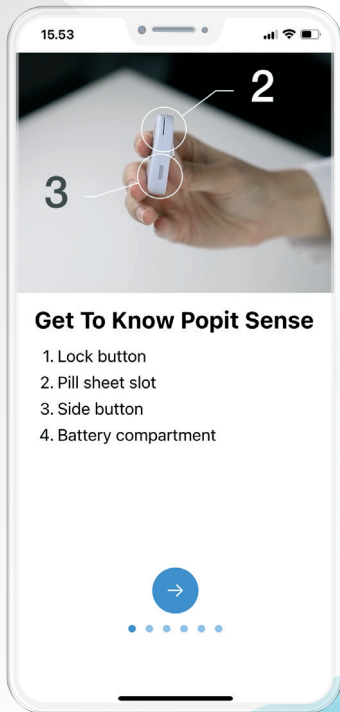 15.53
2
3
Get To Know Popit Sense
1. Lock button
2. Pill sheet slot
3. Side button
4. Battery compartment